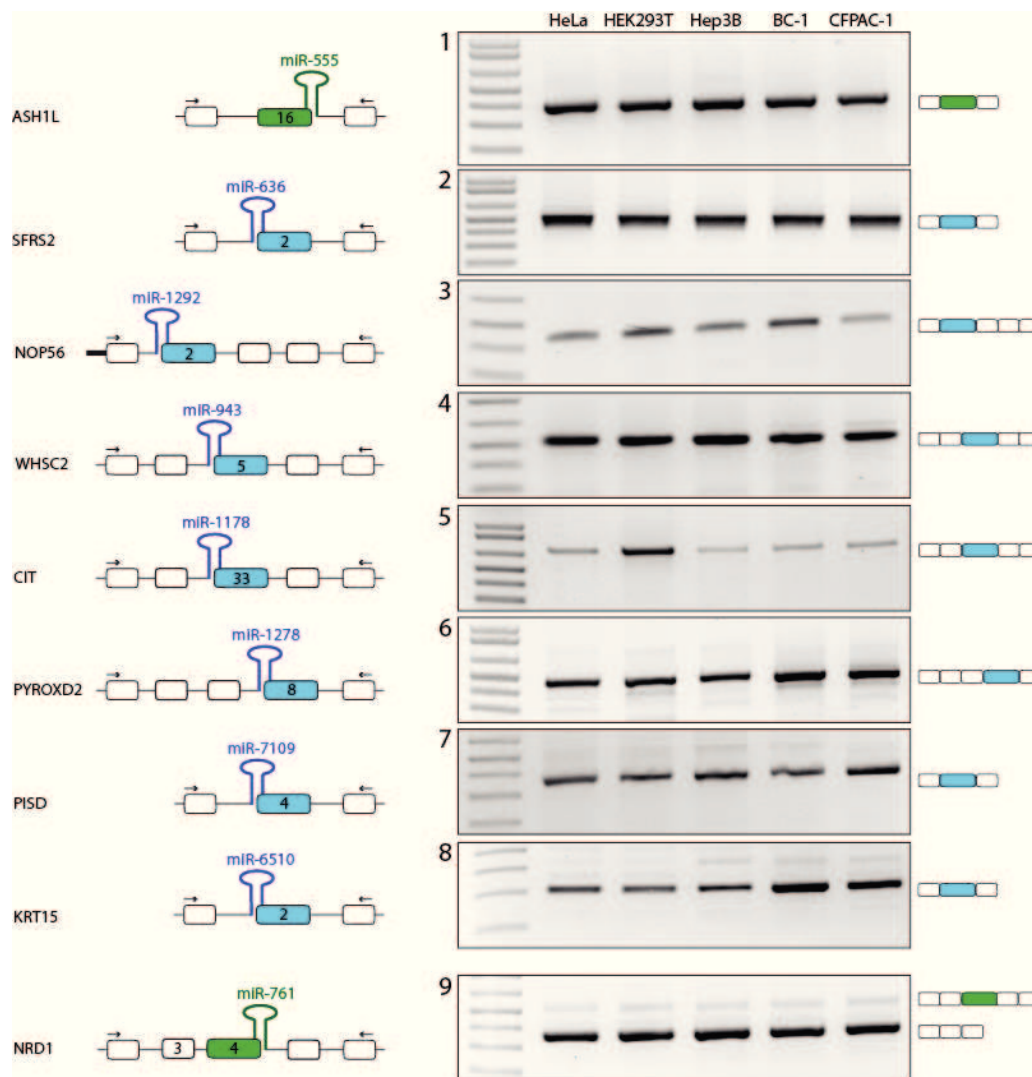 HeLa HEK293T Hep3B BC-1 CFPAC-1
1
miR-555
ASH1L
16
2
miR-636
SFRS2
2
3
miR-1292
NOP56
2
4
miR-943
WHSC2
5
5
miR-1178
CIT
33
6
miR-1278
PYROXD2
8
7
miR-7109
PISD
4
8
miR-6510
KRT15
2
9
miR-761
NRD1
3 4